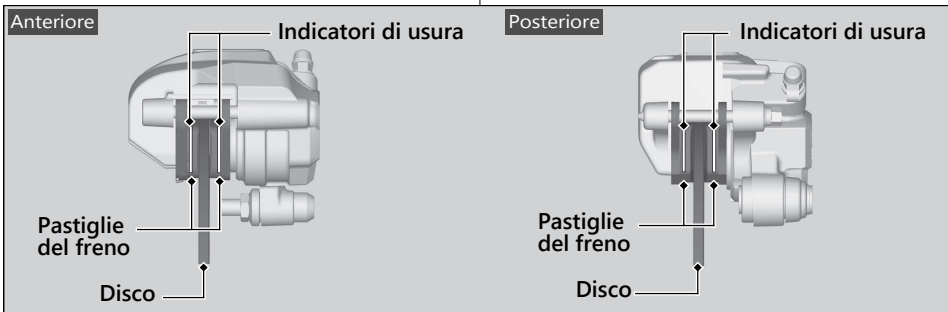 Anteriore
Indicatori di usura
Pastiglie
del freno
Disco
Posteriore
Indicatori di usura
Pastiglie
del freno
Disco